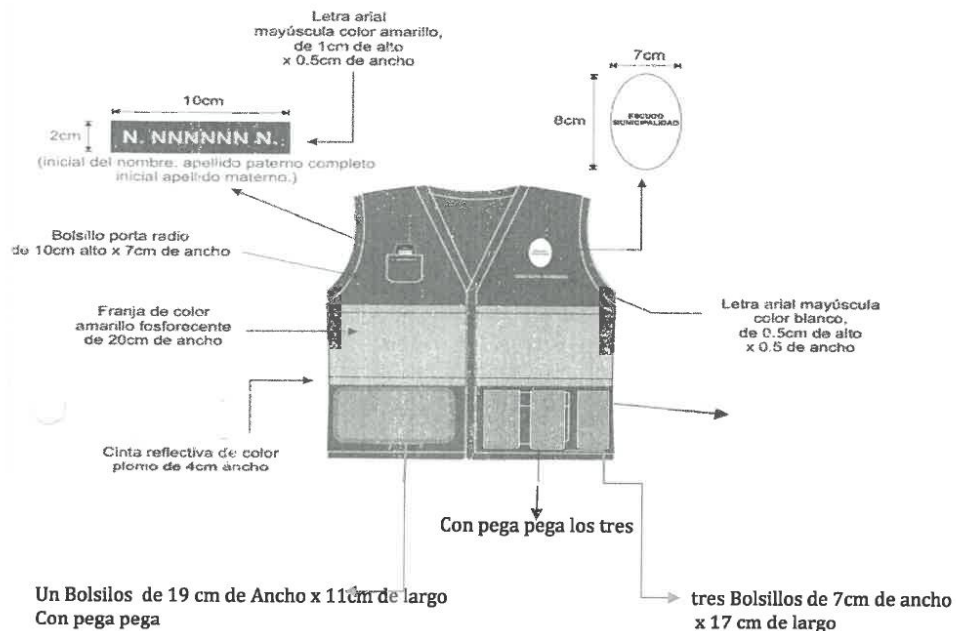 Letra arial
mayúscula color amarillo,
de 1cm de alto
x 0.5cm de ancho
10cm
2cm
N. NNNNNN N.
(inicial del nombre. apellido paterno completo
inicial apellido materno.)
7cm
8cm
ESCUDO
MUNICIPALIDAD
Bolsillo porta radio
de 10cm alto x 7cm de ancho
Franja de color
amarillo fosforecente
de 20cm de ancho
Letra arial mayúscula
color blanco,
de 0.5cm de alto
x 0.5 de ancho
Cinta reflectiva de color
plomo de 4cm ancho
Con pega pega los tres
Un Bolsilos de 19 cm de Ancho x 11cm de largo
Con pega pega
tres Bolsillos de 7cm de ancho
x 17 cm de largo